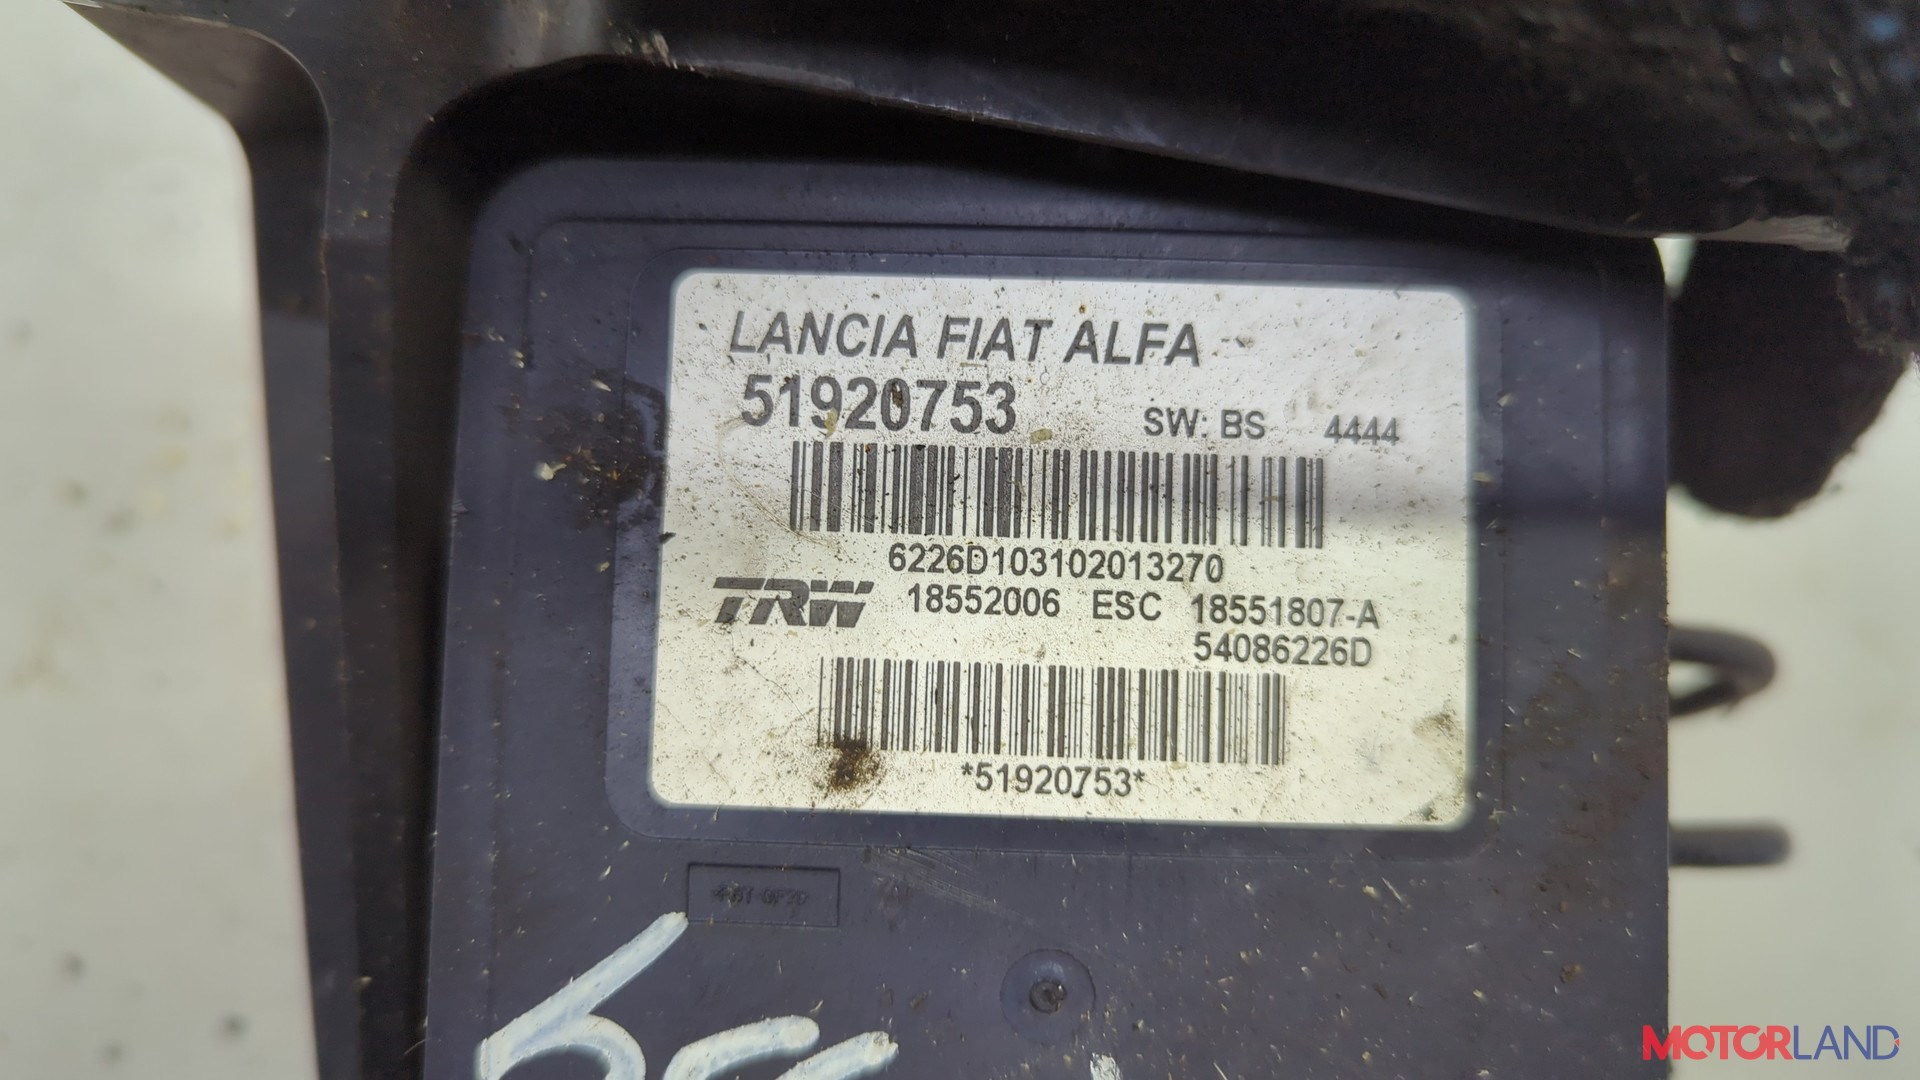 LANCIA FIAT ALFA
51920753 SW: BS 4444
6226D103102013270
TRW 18552006 ESC 18551807-A
54086226D
*51920753*
MOTORLAND